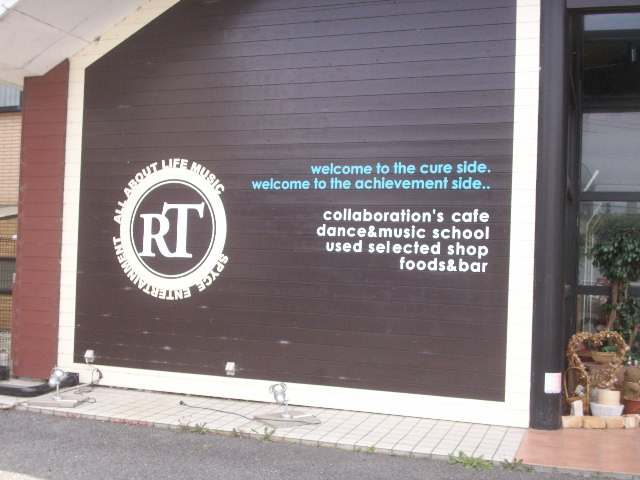 ALL ABOUT LIFE MUSIC
RT
SPYCE ENTERTAINMENT
welcome to the cure side.
welcome to the achievement side..
collaboration's cafe
dance&music school
used selected shop
foods&bar